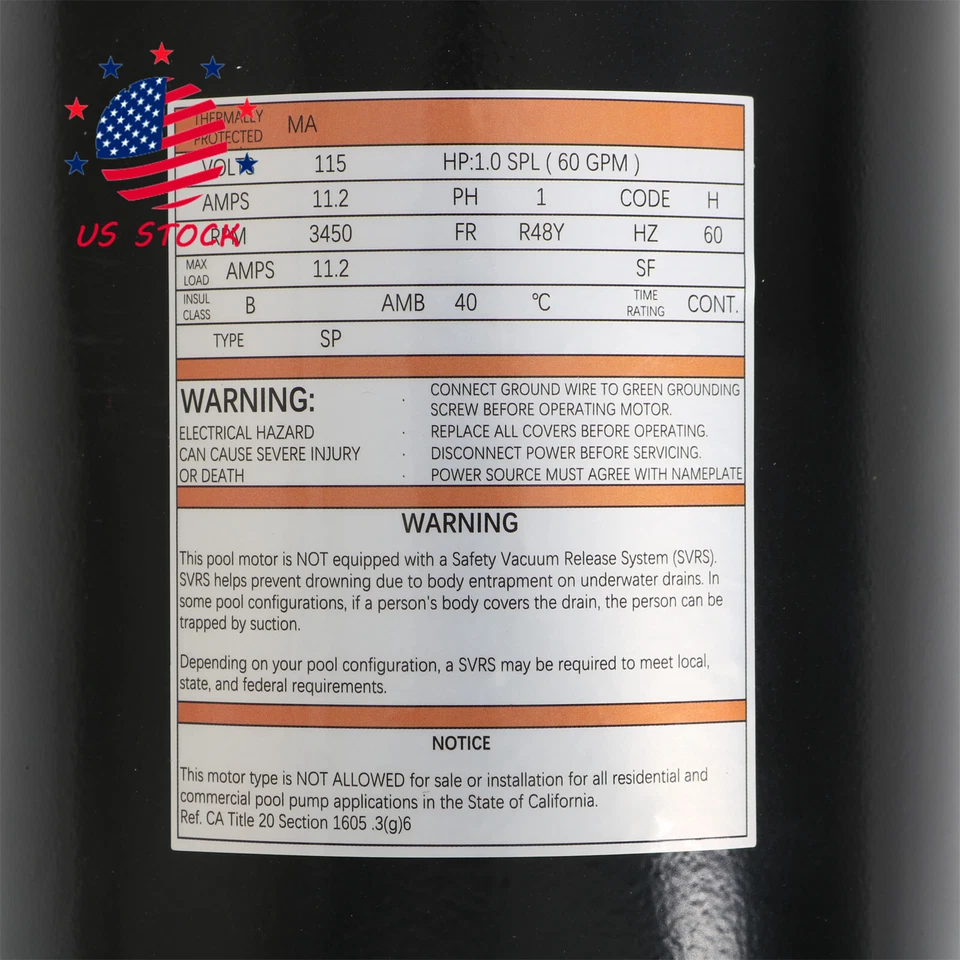 THERMALLY PROTECTED MA
VOLTS 115 HP:1.0 SPL ( 60 GPM )
AMPS 11.2 PH 1 CODE H
RPM 3450 FR R48Y HZ 60
MAX LOAD AMPS 11.2 SF
INSUL CLASS B AMB 40 °C TIME RATING CONT.
TYPE SP
US STOCK
WARNING:
ELECTRICAL HAZARD
CAN CAUSE SEVERE INJURY
OR DEATH
· CONNECT GROUND WIRE TO GREEN GROUNDING
SCREW BEFORE OPERATING MOTOR.
· REPLACE ALL COVERS BEFORE OPERATING.
· DISCONNECT POWER BEFORE SERVICING.
· POWER SOURCE MUST AGREE WITH NAMEPLATE
WARNING
This pool motor is NOT equipped with a Safety Vacuum Release System (SVRS).
SVRS helps prevent drowning due to body entrapment on underwater drains. In
some pool configurations, if a person's body covers the drain, the person can be
trapped by suction.
Depending on your pool configuration, a SVRS may be required to meet local,
state, and federal requirements.
NOTICE
This motor type is NOT ALLOWED for sale or installation for all residential and
commercial pool pump applications in the State of California.
Ref. CA Title 20 Section 1605 .3(g)6